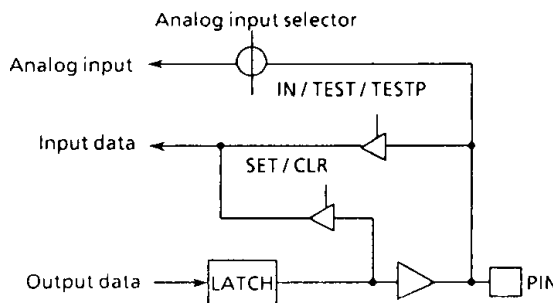 Analog input selector
Analog input
IN / TEST / TESTP
Input data
SET / CLR
Output data
LATCH
PIN